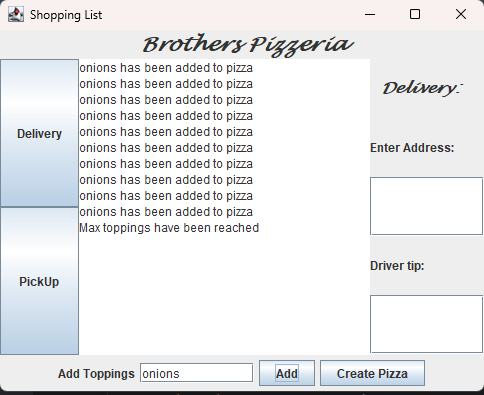 Shopping List
Brothers Pizzeria
Delivery
PickUp
onions has been added to pizza
onions has been added to pizza
onions has been added to pizza
onions has been added to pizza
onions has been added to pizza
onions has been added to pizza
onions has been added to pizza
onions has been added to pizza
onions has been added to pizza
onions has been added to pizza
Max toppings have been reached
Delivery:
Enter Address:
Driver tip:
Add Toppings onions Add Create Pizza